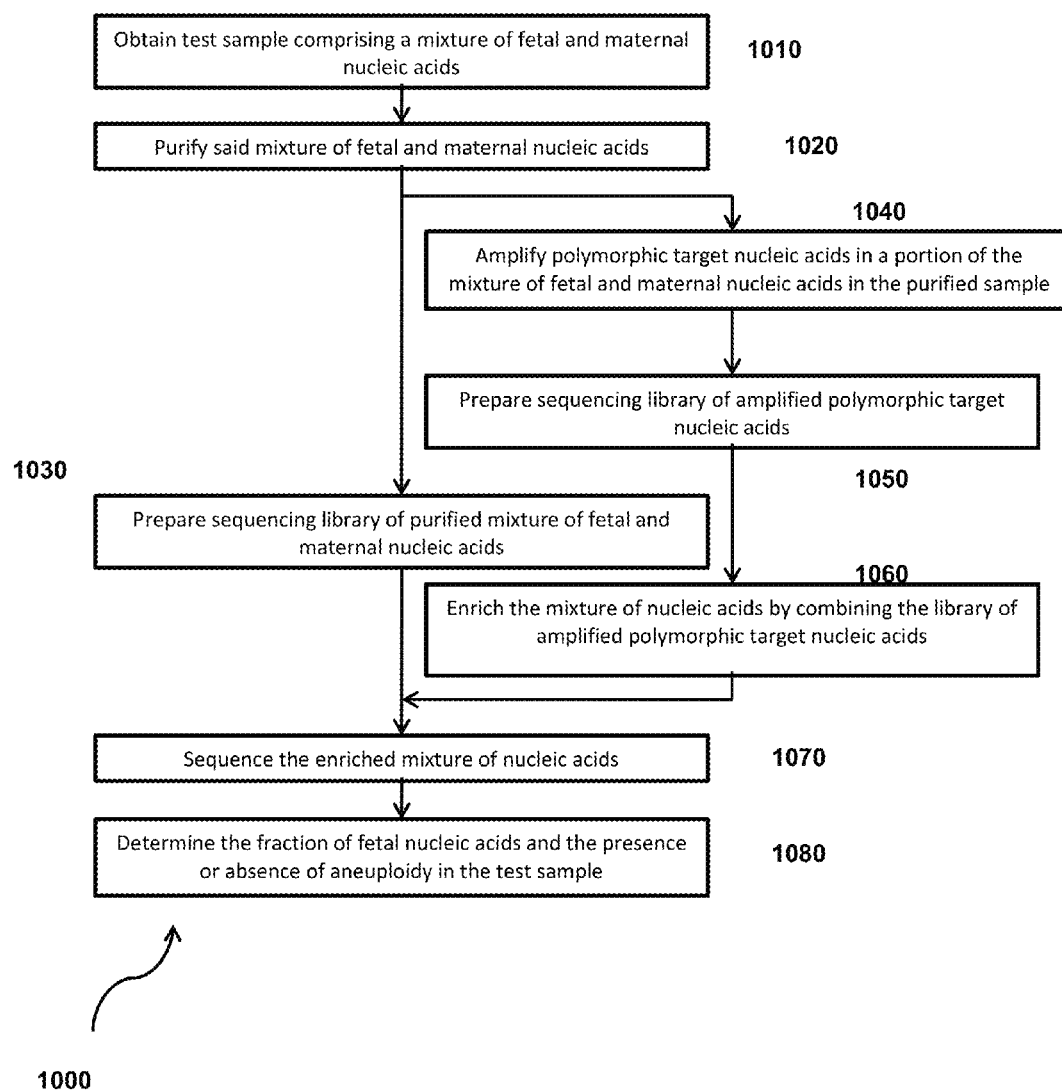 Obtain test sample comprising a mixture of fetal and maternal
nucleic acids
1010
Purify said mixture of fetal and maternal nucleic acids
1020
1040
Amplify polymorphic target nucleic acids in a portion of the
mixture of fetal and maternal nucleic acids in the purified sample
Prepare sequencing library of amplified polymorphic target
nucleic acids
1030
1050
Prepare sequencing library of purified mixture of fetal and
maternal nucleic acids
1060
Enrich the mixture of nucleic acids by combining the library of
amplified polymorphic target nucleic acids
Sequence the enriched mixture of nucleic acids
1070
Determine the fraction of fetal nucleic acids and the presence
or absence of aneuploidy in the test sample
1080
1000